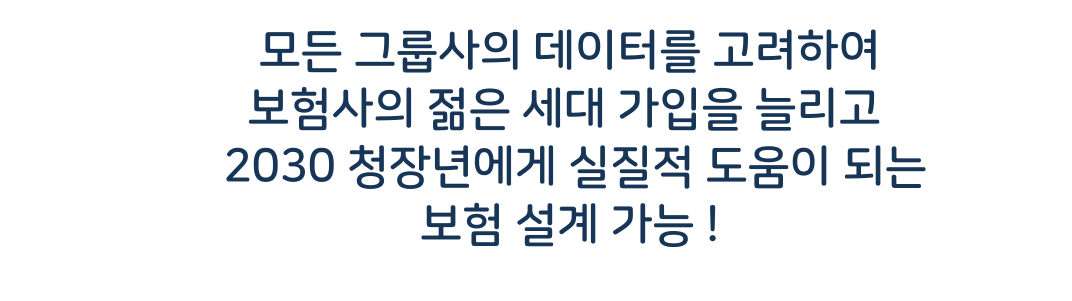 모든 그룹사의 데이터를 고려하여
보험사의 젊은 세대 가입을 늘리고
2030 청장년에게 실질적 도움이 되는
보험 설계 가능 !